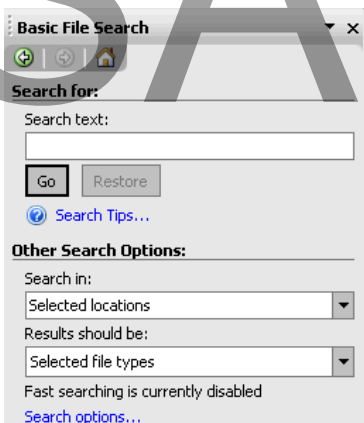 Basic File Search
Search for:
Search text:
Go Restore
Search Tips...
Other Search Options:
Search in:
Selected locations
Results should be:
Selected file types
Fast searching is currently disabled
Search options...